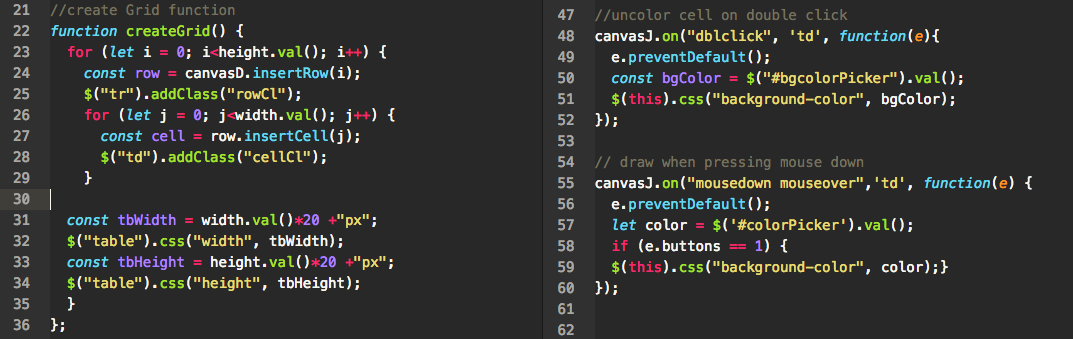 21 //create Grid function
22 function createGrid() {
23   for (let i = 0; i<height.val(); i++) {
24     const row = canvasD.insertRow(i);
25     $("tr").addClass("rowCl");
26     for (let j = 0; j<width.val(); j++) {
27       const cell = row.insertCell(j);
28       $("td").addClass("cellCl");
29     }
30
31   const tbWidth = width.val()*20 +"px";
32   $("table").css("width", tbWidth);
33   const tbHeight = height.val()*20 +"px";
34   $("table").css("height", tbHeight);
35   }
36 };
47 //uncolor cell on double click
48 canvasJ.on("dblclick", 'td', function(e){
49   e.preventDefault();
50   const bgColor = $("#bgcolorPicker").val();
51   $(this).css("background-color", bgColor);
52 });
53
54 // draw when pressing mouse down
55 canvasJ.on("mousedown mouseover",'td', function(e) {
56   e.preventDefault();
57   let color = $('#colorPicker').val();
58   if (e.buttons == 1) {
59   $(this).css("background-color", color);}
60 });
61
62